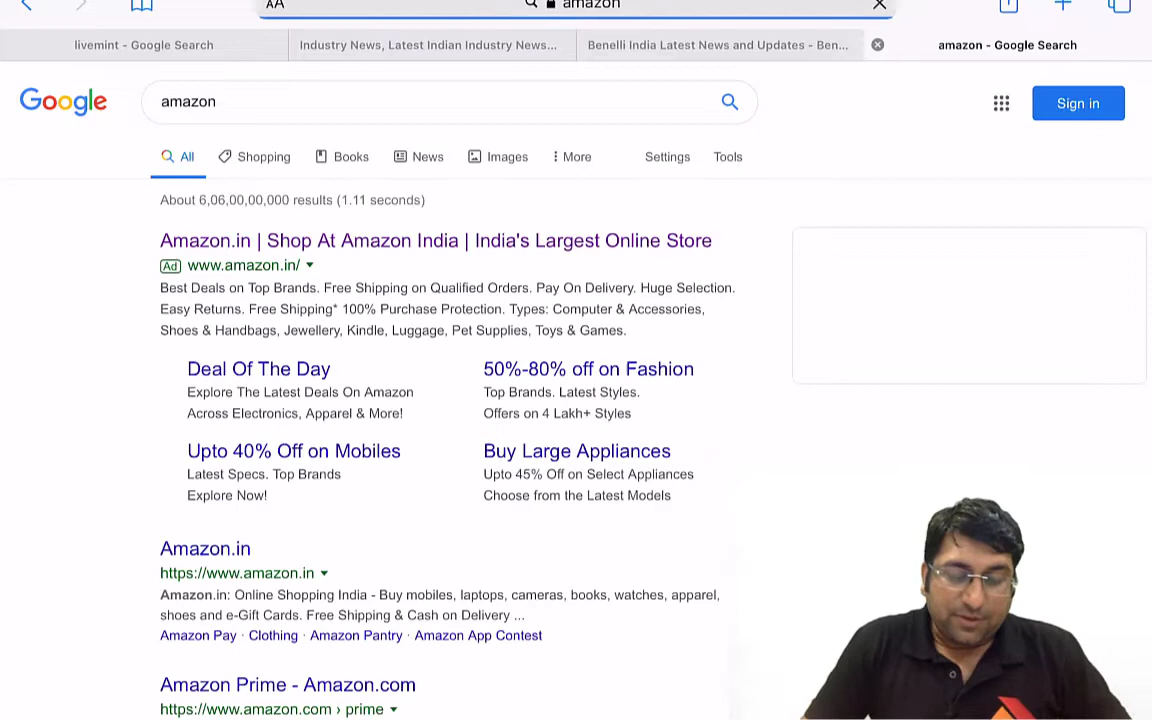 AA
amazon
livemint - Google Search
Industry News, Latest Indian Industry News...
Benelli India Latest News and Updates - Ben...
amazon - Google Search
Google
amazon
Sign in
All
Shopping
Books
News
Images
More
Settings
Tools
About 6,06,00,00,000 results (1.11 seconds)
Amazon.in | Shop At Amazon India | India's Largest Online Store
Ad www.amazon.in/
Best Deals on Top Brands. Free Shipping on Qualified Orders. Pay On Delivery. Huge Selection.
Easy Returns. Free Shipping* 100% Purchase Protection. Types: Computer & Accessories,
Shoes & Handbags, Jewellery, Kindle, Luggage, Pet Supplies, Toys & Games.
Deal Of The Day
Explore The Latest Deals On Amazon
Across Electronics, Apparel & More!
50%-80% off on Fashion
Top Brands. Latest Styles.
Offers on 4 Lakh+ Styles
Upto 40% Off on Mobiles
Latest Specs. Top Brands
Explore Now!
Buy Large Appliances
Upto 45% Off on Select Appliances
Choose from the Latest Models
Amazon.in
https://www.amazon.in
Amazon.in: Online Shopping India - Buy mobiles, laptops, cameras, books, watches, apparel,
shoes and e-Gift Cards. Free Shipping & Cash on Delivery ...
Amazon Pay · Clothing · Amazon Pantry · Amazon App Contest
Amazon Prime - Amazon.com
https://www.amazon.com › prime